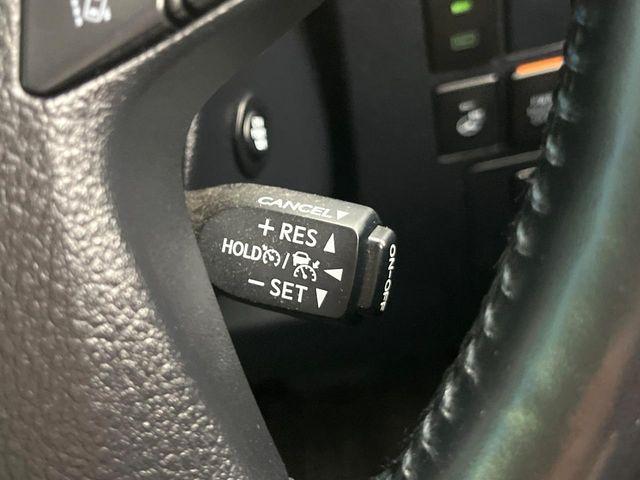 CANCEL▼
+ RES ▲
HOLD / ◀
− SET ▼
ON-OFF